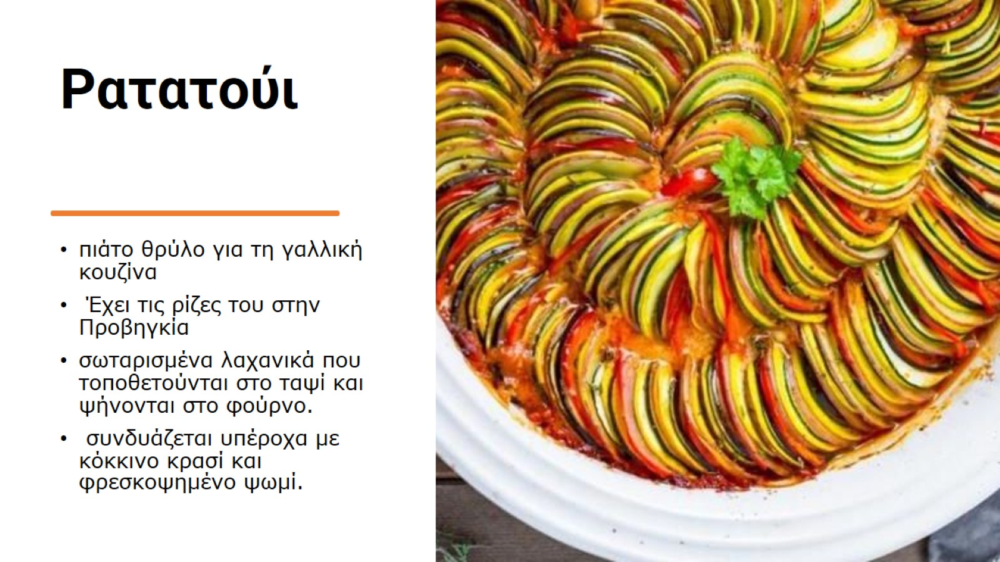 Ρατατούι
• πιάτο θρύλο για τη γαλλική
κουζίνα
• Έχει τις ρίζες του στην
Προβηγκία
• σωταρισμένα λαχανικά που
τοποθετούνται στο ταψί και
ψήνονται στο φούρνο.
• συνδυάζεται υπέροχα με
κόκκινο κρασί και
φρεσκοψημένο ψωμί.